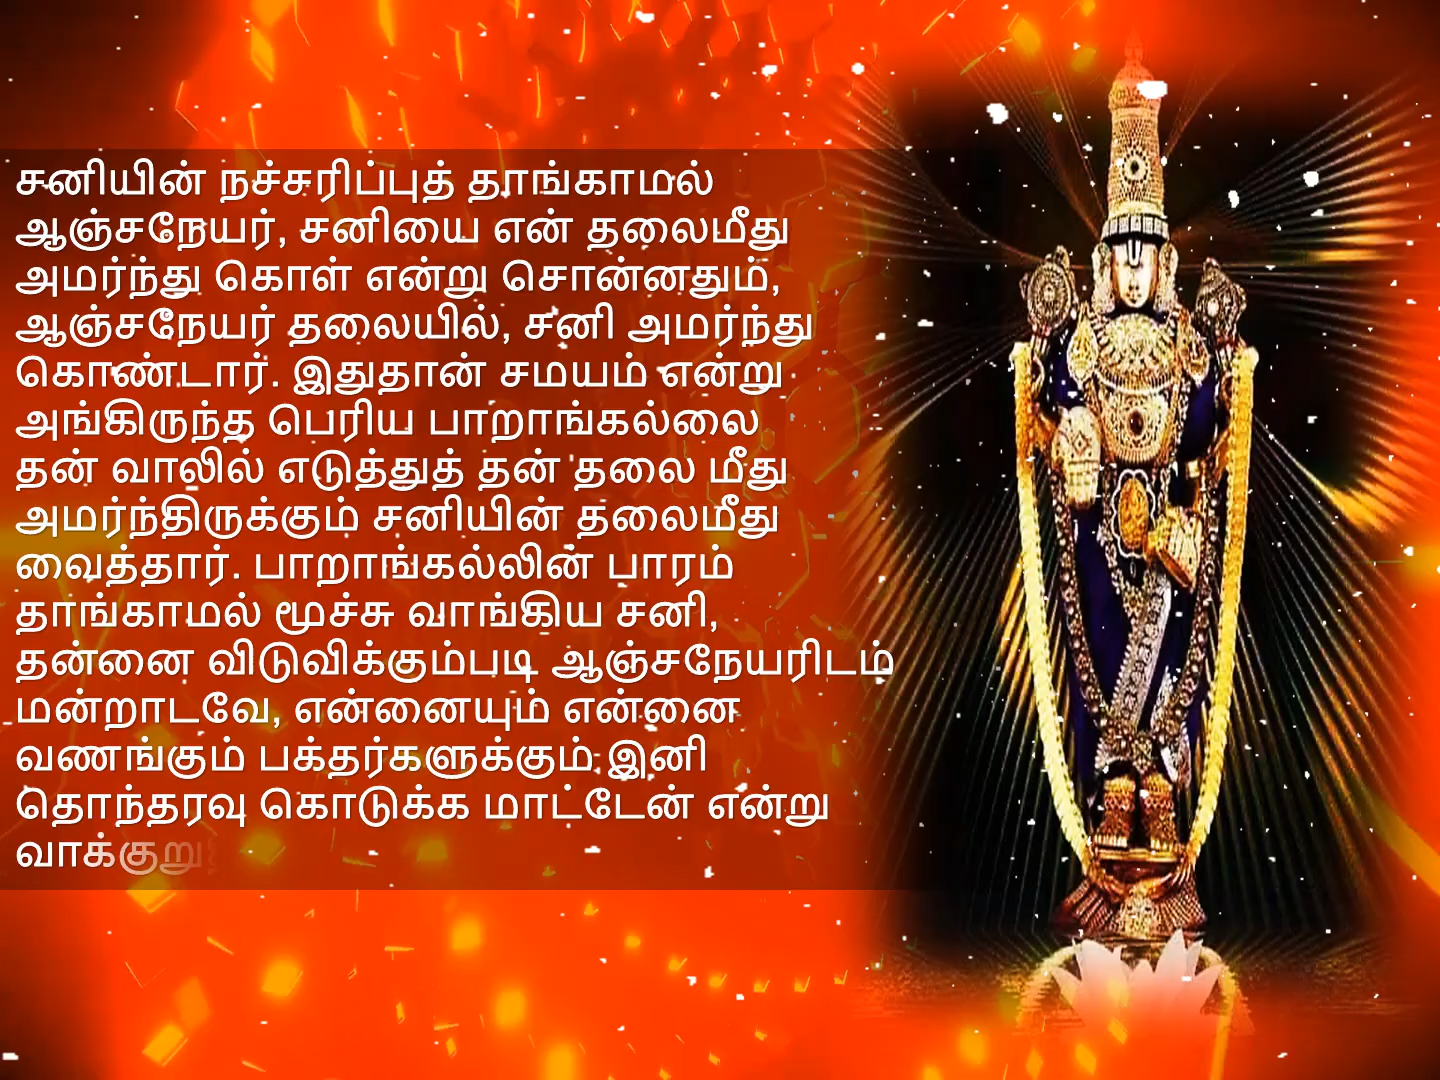 சனியின் நச்சரிப்புத் தாங்காமல்
ஆஞ்சநேயர், சனியை என் தலைமீது
அமர்ந்து கொள் என்று சொன்னதும்,
ஆஞ்சநேயர் தலையில், சனி அமர்ந்து
கொண்டார். இதுதான் சமயம் என்று
அங்கிருந்த பெரிய பாறாங்கல்லை
தன் வாலில் எடுத்துத் தன் தலை மீது
அமர்ந்திருக்கும் சனியின் தலைமீது
வைத்தார். பாறாங்கல்லின் பாரம்
தாங்காமல் மூச்சு வாங்கிய சனி,
தன்னை விடுவிக்கும்படி ஆஞ்சநேயரிடம்
மன்றாடவே, என்னையும் என்னை
வணங்கும் பக்தர்களுக்கும் இனி
தொந்தரவு கொடுக்க மாட்டேன் என்று